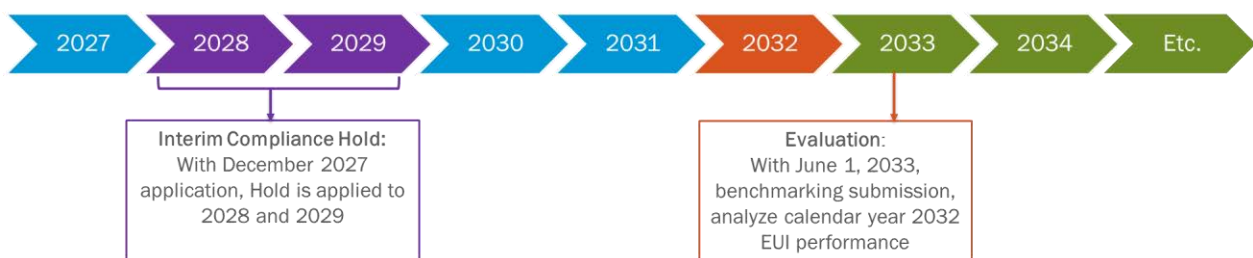 2027 2028 2029 2030 2031 2032 2033 2034 Etc.
Interim Compliance Hold:
With December 2027
application, Hold is applied to
2028 and 2029
Evaluation:
With June 1, 2033,
benchmarking submission,
analyze calendar year 2032
EUI performance